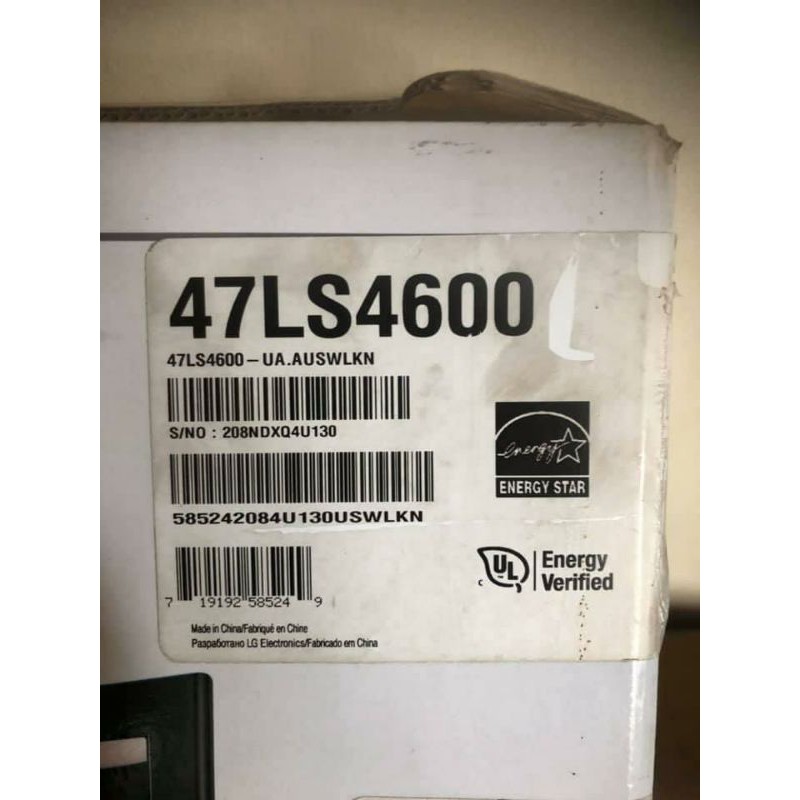 47LS4600
47LS4600-UA.AUSWLKN
S/NO : 208NDXQ4U130
585242084U130USWLKN
7 19192 58524 9
Made in China/Fabriqué en Chine
Разработано LG Electronics/Fabricado em China
energy
ENERGY STAR
UL
Energy
Verified